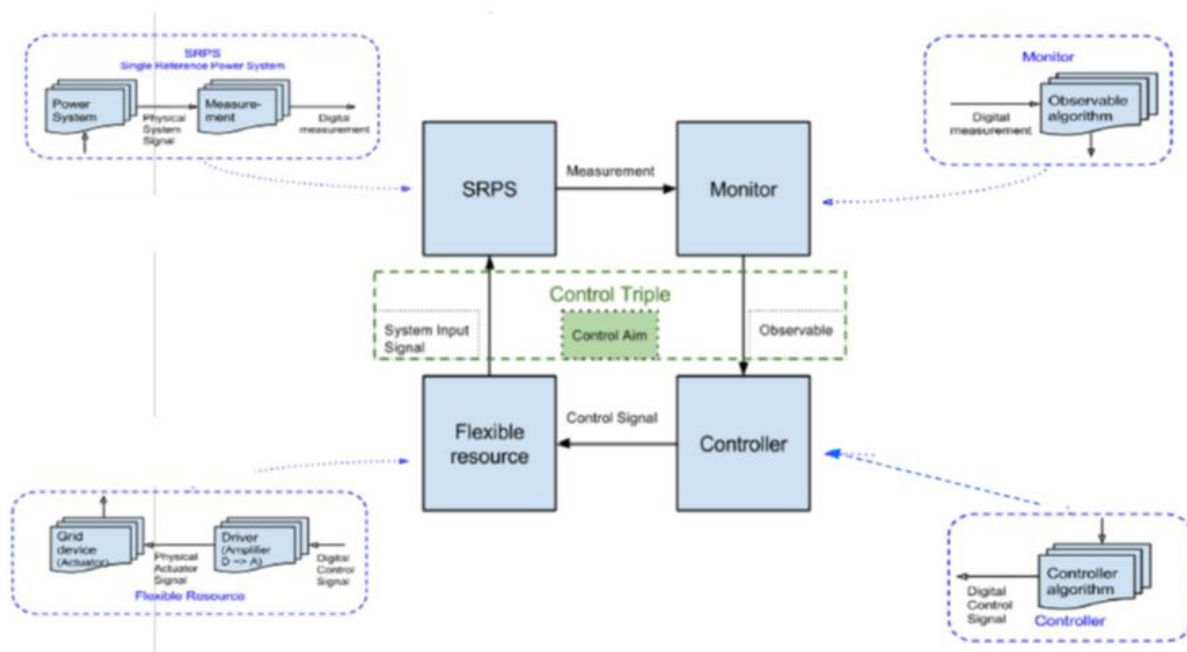 SRPS
Single Reference Power System
Power
System
Physical
System
Signal
Measure-
ment
Digital
measurement
Monitor
Digital
measurement
Observable
algorithm
SRPS
Measurement
Monitor
Control Triple
System Input
Signal
Control Aim
Observable
Flexible
resource
Control Signal
Controller
Grid
device
(Actuator)
Physical
Actuator
Signal
Driver
(Amplifier
D -> A)
Digital
Control
Signal
Flexible Resource
Digital
Control
Signal
Controller
algorithm
Controller